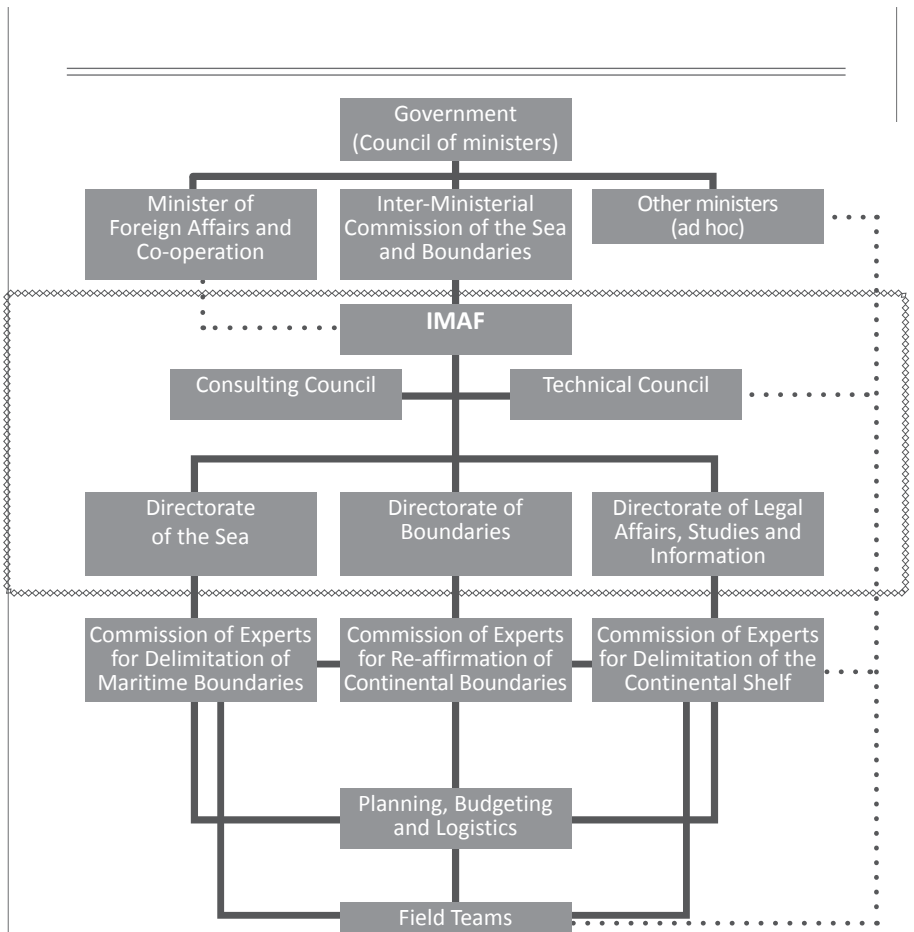 Government
(Council of ministers)
Minister of
Foreign Affairs and
Co-operation
Inter-Ministerial
Commission of the Sea
and Boundaries
Other ministers
(ad hoc)
IMAF
Consulting Council
Technical Council
Directorate
of the Sea
Directorate of
Boundaries
Directorate of Legal
Affairs, Studies and
Information
Commission of Experts
for Delimitation of
Maritime Boundaries
Commission of Experts
for Re-affirmation of
Continental Boundaries
Commission of Experts
for Delimitation of the
Continental Shelf
Planning, Budgeting
and Logistics
Field Teams